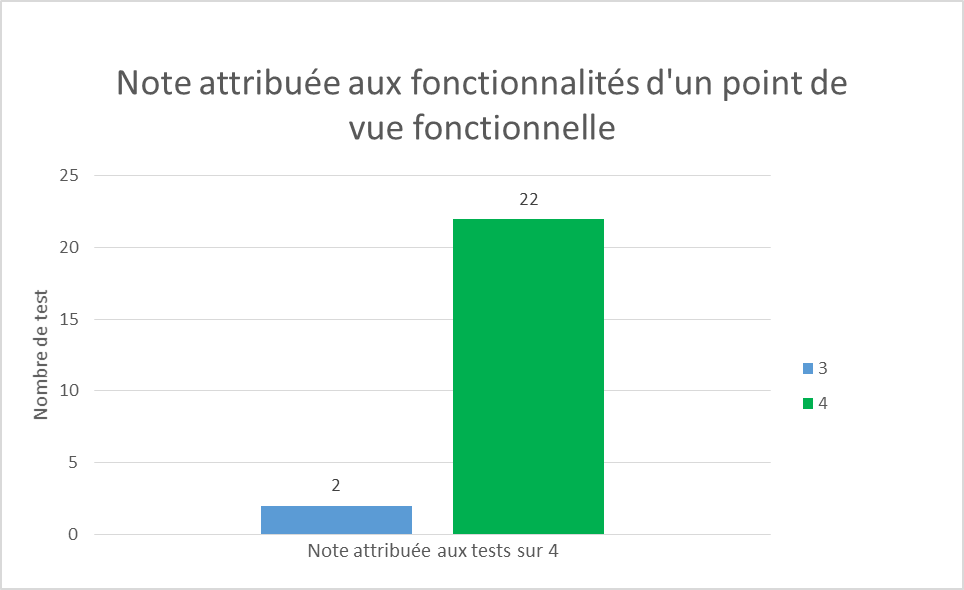 Note attribuée aux fonctionnalités d'un point de
vue fonctionnelle
25
20
15
10
5
0
Nombre de test
22
2
Note attribuée aux tests sur 4
3
4